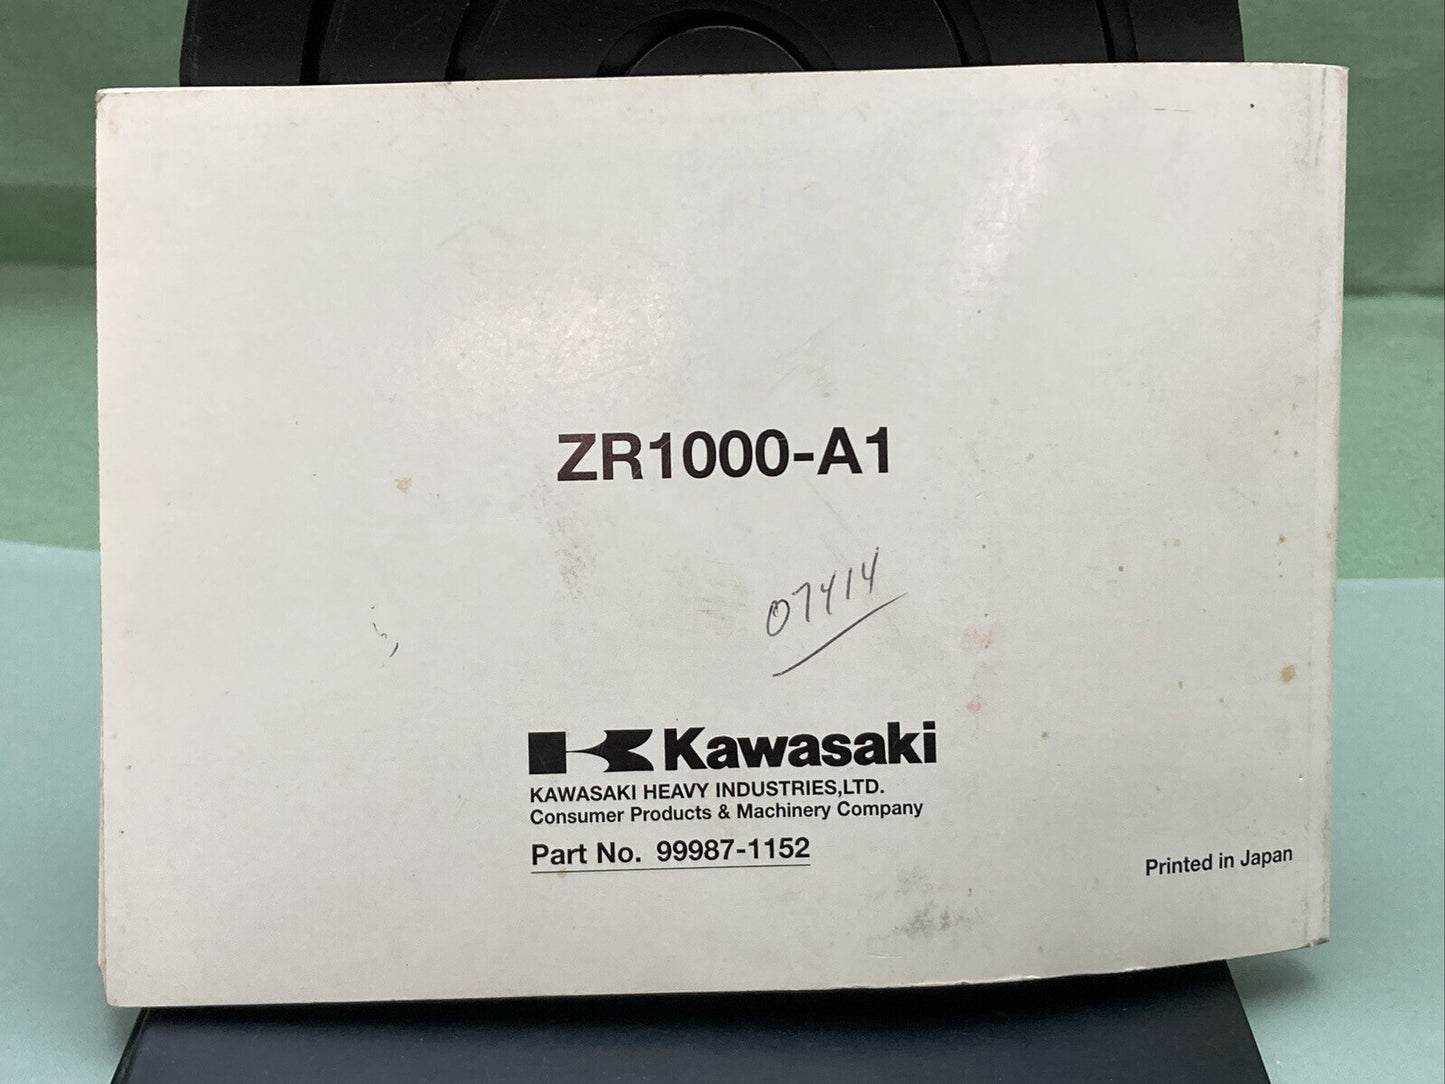 ZR1000-A1
07414
Kawasaki
KAWASAKI HEAVY INDUSTRIES,LTD.
Consumer Products & Machinery Company
Part No. 99987-1152
Printed in Japan